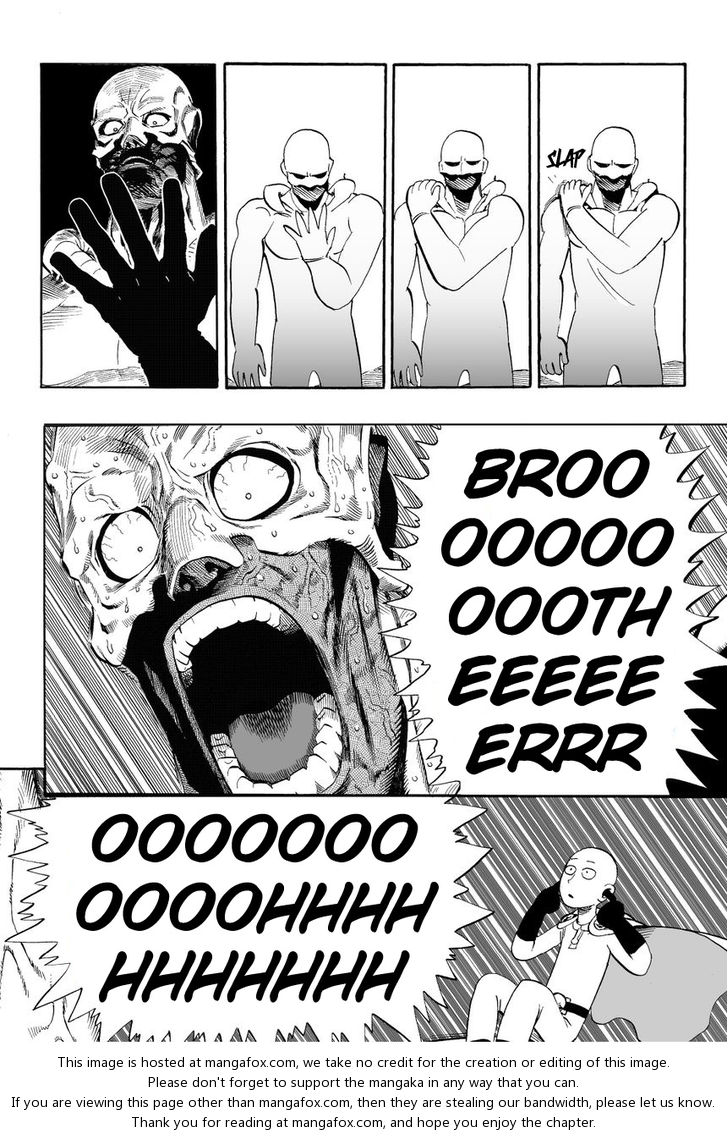 SLAP
BROO
OOOOO
OOOTH
EEEEE
ERRR
OOOOOOO
OOOOHHHH
HHHHHHH
This image is hosted at mangafox.com, we take no credit for the creation or editing of this image.
Please don't forget to support the mangaka in any way that you can.
If you are viewing this page other than mangafox.com, then they are stealing our bandwidth, please let us know.
Thank you for reading at mangafox.com, and hope you enjoy the chapter.